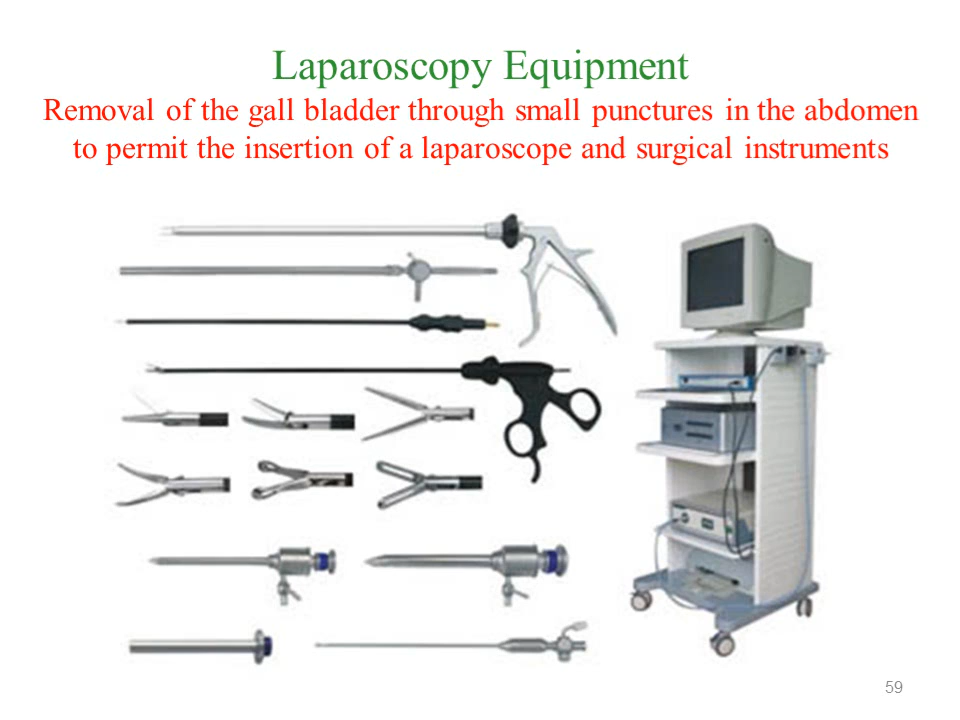 Laparoscopy Equipment
Removal of the gall bladder through small punctures in the abdomen
to permit the insertion of a laparoscope and surgical instruments
59